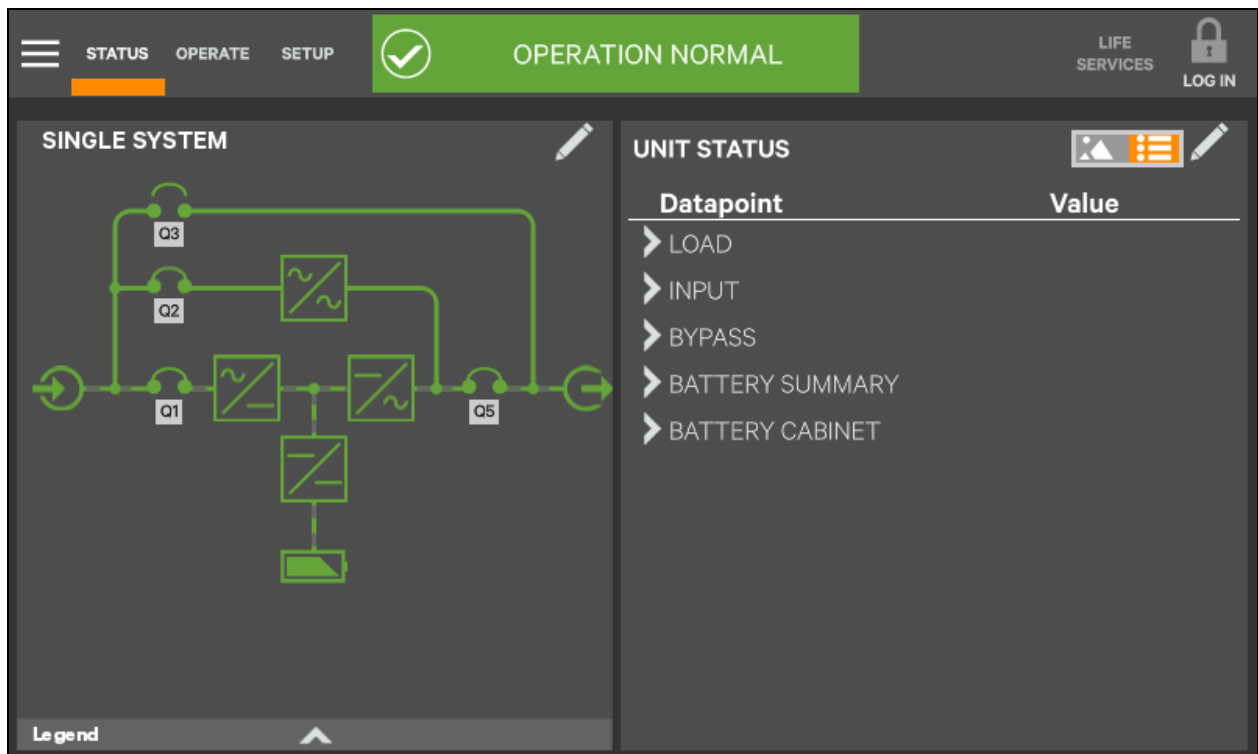 STATUS OPERATE SETUP OPERATION NORMAL LIFE SERVICES LOG IN
SINGLE SYSTEM
Q3
Q2
Q1 Q5
Legend
UNIT STATUS
Datapoint Value
LOAD
INPUT
BYPASS
BATTERY SUMMARY
BATTERY CABINET